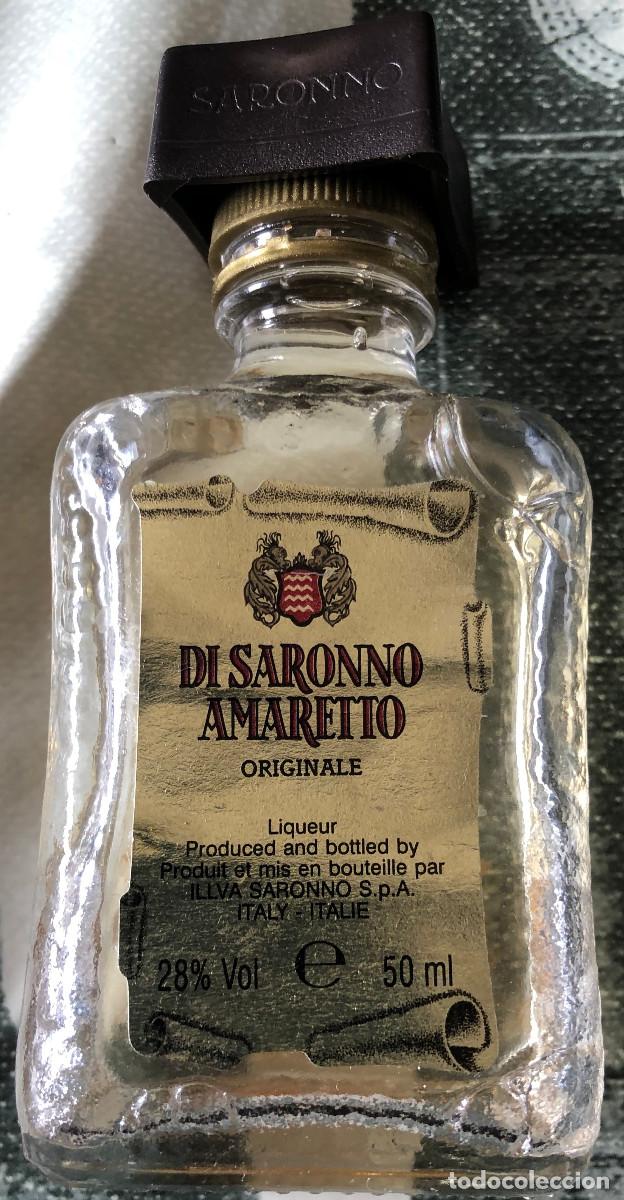 SARONNO
DI SARONNO
AMARETTO
ORIGINALE
Liqueur
Produced and bottled by
Produit et mis en bouteille par
ILLVA SARONNO S.p.A.
ITALY - ITALIE
28% Vol ℮ 50 ml
todocoleccion